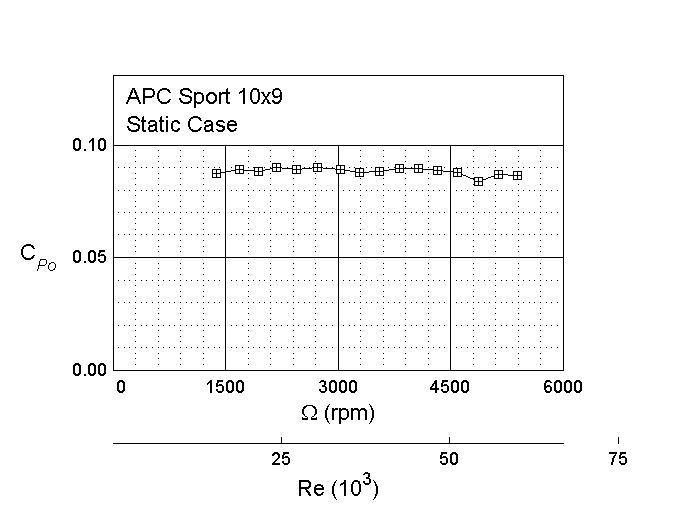 APC Sport 10x9
Static Case
0.10
C_Po 0.05
0.00
0 1500 3000 4500 6000
Ω (rpm)
25 50 75
Re (10³)